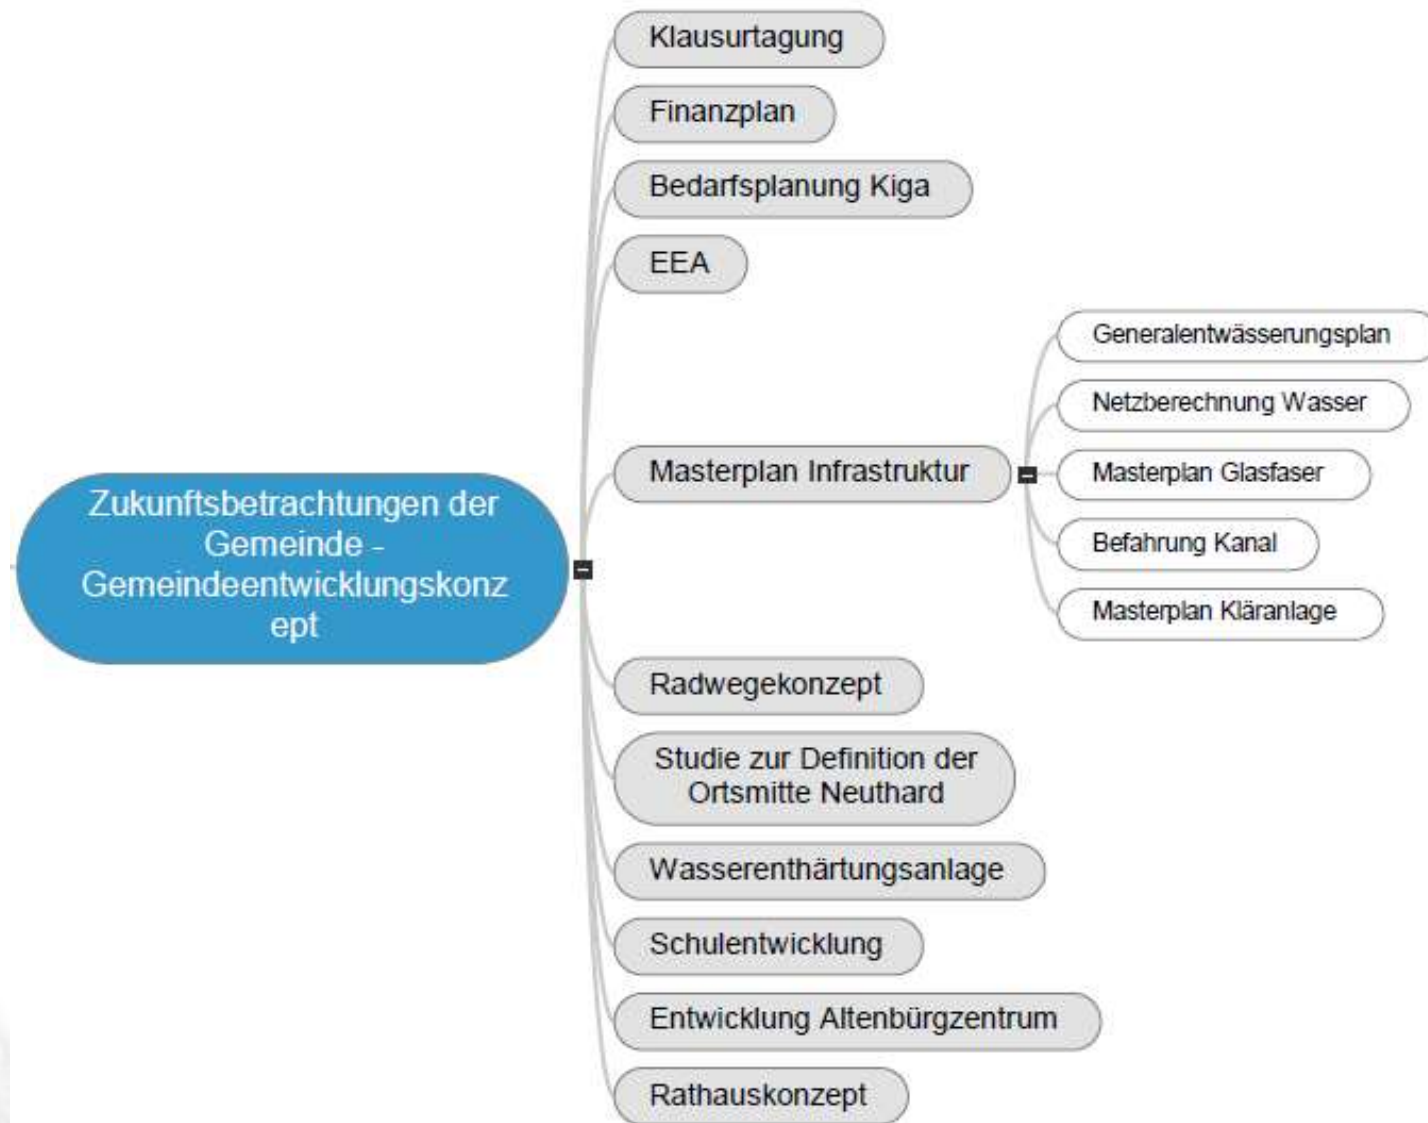 Klausurtagung
Finanzplan
Bedarfsplanung Kiga
EEA
Generalentwässerungsplan
Netzberechnung Wasser
Masterplan Infrastruktur
Masterplan Glasfaser
Zukunftsbetrachtungen der
Gemeinde -
Gemeindeentwicklungskonz
ept
Befahrung Kanal
Masterplan Kläranlage
Radwegekonzept
Studie zur Definition der
Ortsmitte Neuthard
Wasserenthärtungsanlage
Schulentwicklung
Entwicklung Altenbürgzentrum
Rathauskonzept